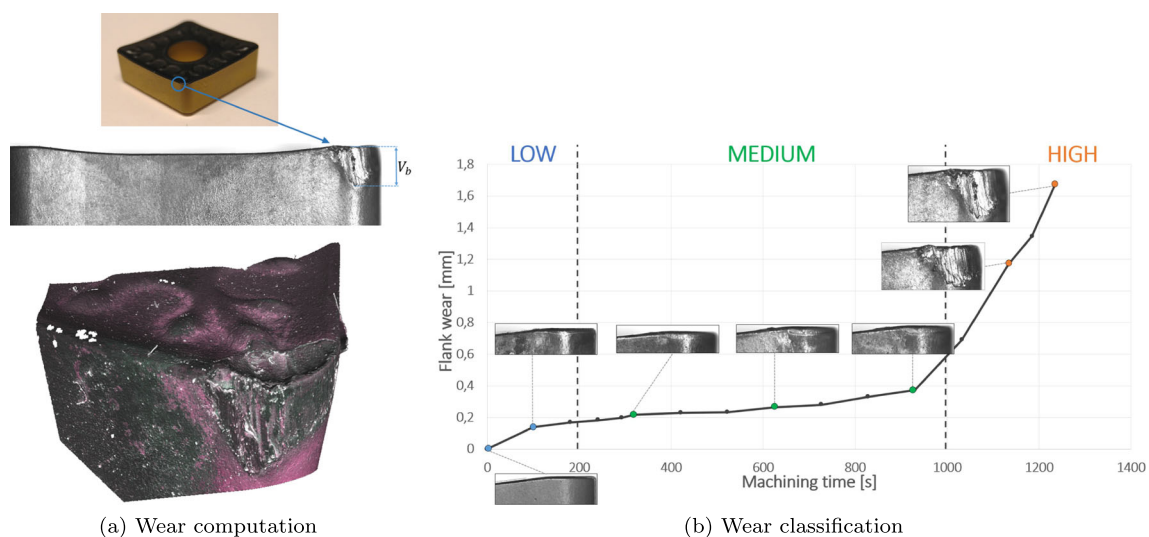 V_b
LOW
MEDIUM
HIGH
Flank wear [mm]
1,8
1,6
1,4
1,2
1
0,8
0,6
0,4
0,2
0
0
200
400
600
800
1000
1200
1400
Machining time [s]
(a) Wear computation
(b) Wear classification